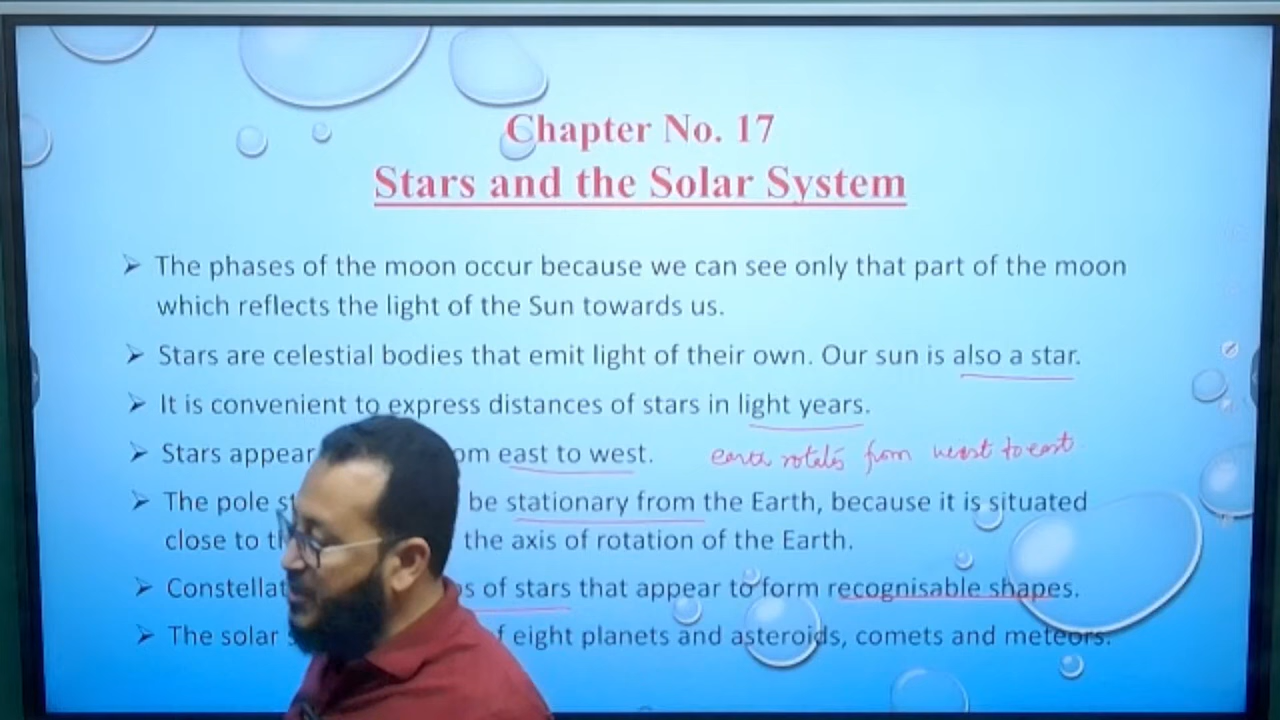 Chapter No. 17
Stars and the Solar System
➢ The phases of the moon occur because we can see only that part of the moon
which reflects the light of the Sun towards us.
➢ Stars are celestial bodies that emit light of their own. Our sun is also a star.
➢ It is convenient to express distances of stars in light years.
➢ Stars appear east to west. earth rotates from west to east
➢ The pole be stationary from the Earth, because it is situated
close to the axis of rotation of the Earth.
➢ of stars that appear to form recognisable shapes.
➢ The solar eight planets and asteroids, comets and meteors.